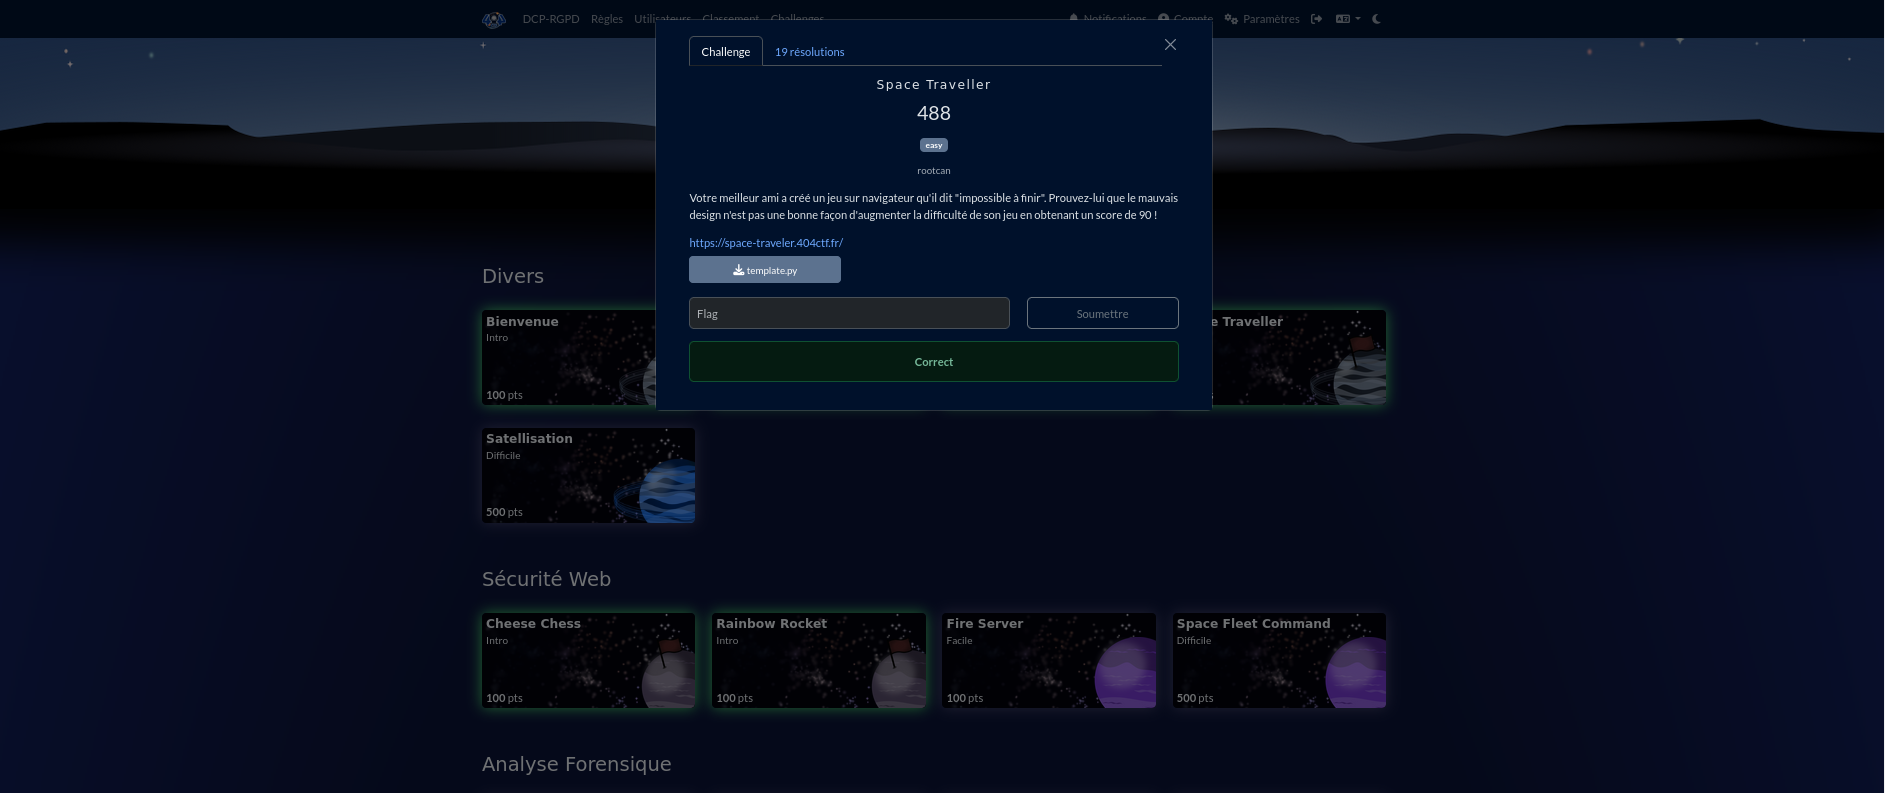 DCP-RGPD Règles Utilisateurs Classement Challenges Notifications Compte Paramètres
Challenge 19 résolutions
Space Traveller
488
easy
rootcan
Votre meilleur ami a créé un jeu sur navigateur qu'il dit "impossible à finir". Prouvez-lui que le mauvais
design n'est pas une bonne façon d'augmenter la difficulté de son jeu en obtenant un score de 90 !
https://space-traveler.404ctf.fr/
template.py
Flag Soumettre
Correct
Divers
Bienvenue
Intro
100 pts
Traveller
Satellisation
Difficile
500 pts
Sécurité Web
Cheese Chess
Intro
100 pts
Rainbow Rocket
Intro
100 pts
Fire Server
Facile
100 pts
Space Fleet Command
Difficile
500 pts
Analyse Forensique